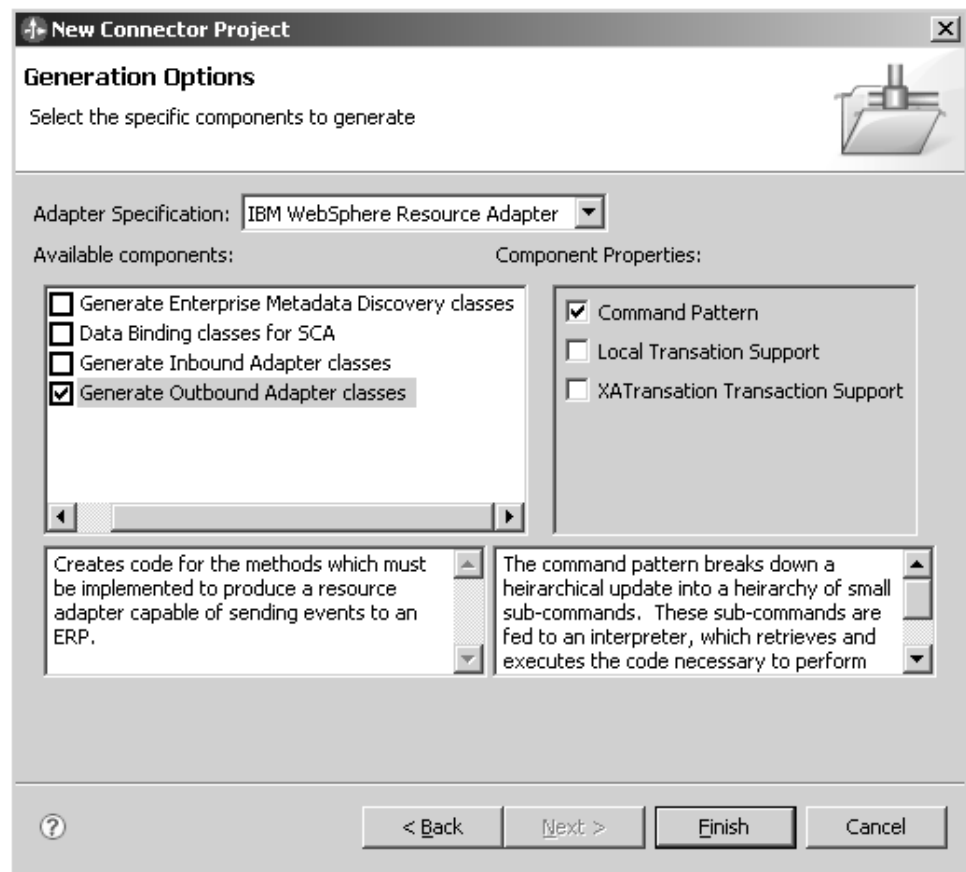 New Connector Project
Generation Options
Select the specific components to generate
Adapter Specification: IBM WebSphere Resource Adapter
Available components:
Component Properties:
Generate Enterprise Metadata Discovery classes
Data Binding classes for SCA
Generate Inbound Adapter classes
Generate Outbound Adapter classes
Command Pattern
Local Transation Support
XATransation Transaction Support
Creates code for the methods which must
be implemented to produce a resource
adapter capable of sending events to an
ERP.
The command pattern breaks down a
heirarchical update into a heirarchy of small
sub-commands. These sub-commands are
fed to an interpreter, which retrieves and
executes the code necessary to perform
?
< Back
Next >
Finish
Cancel